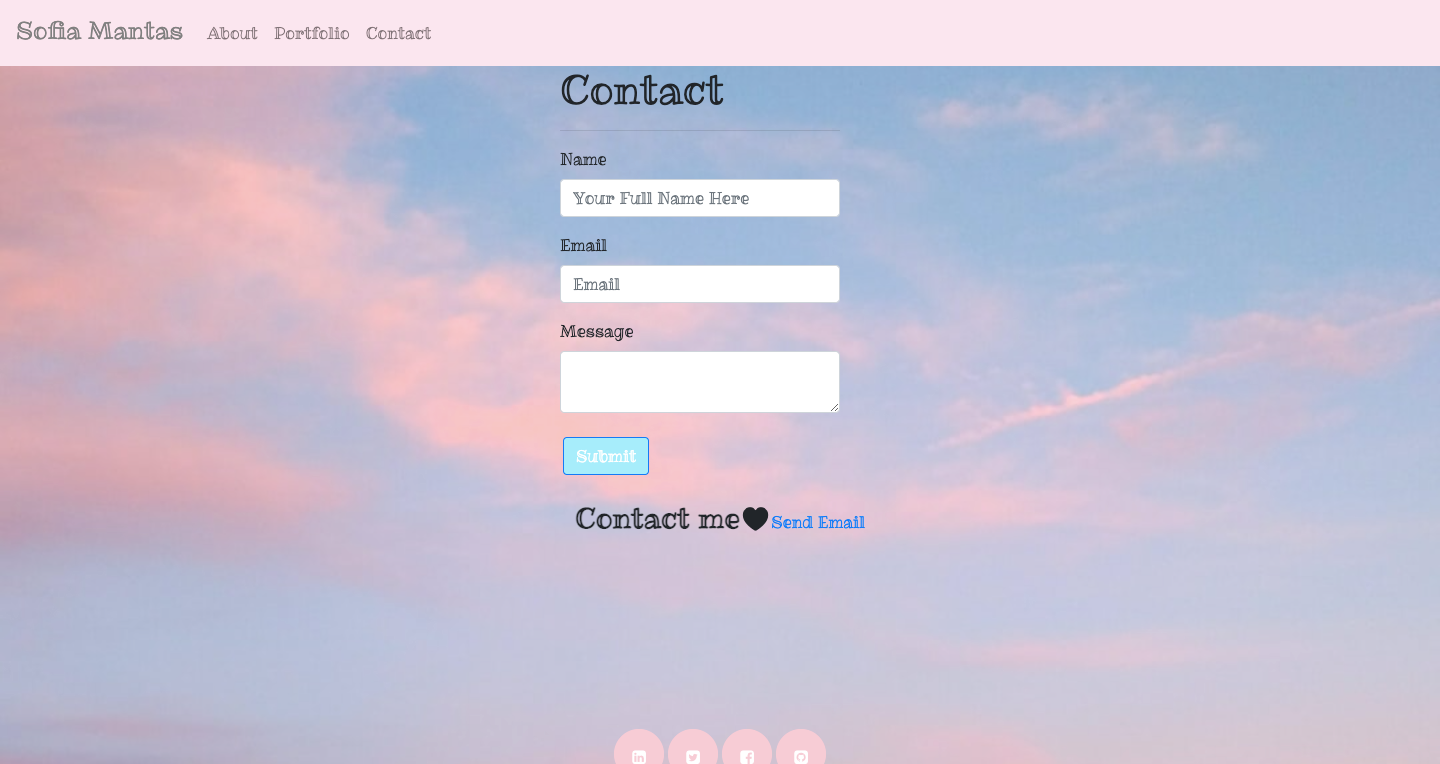 Sofia Mantas About Portfolio Contact
Contact
Name
Your Full Name Here
Email
Email
Message
Submit
Contact me Send Email